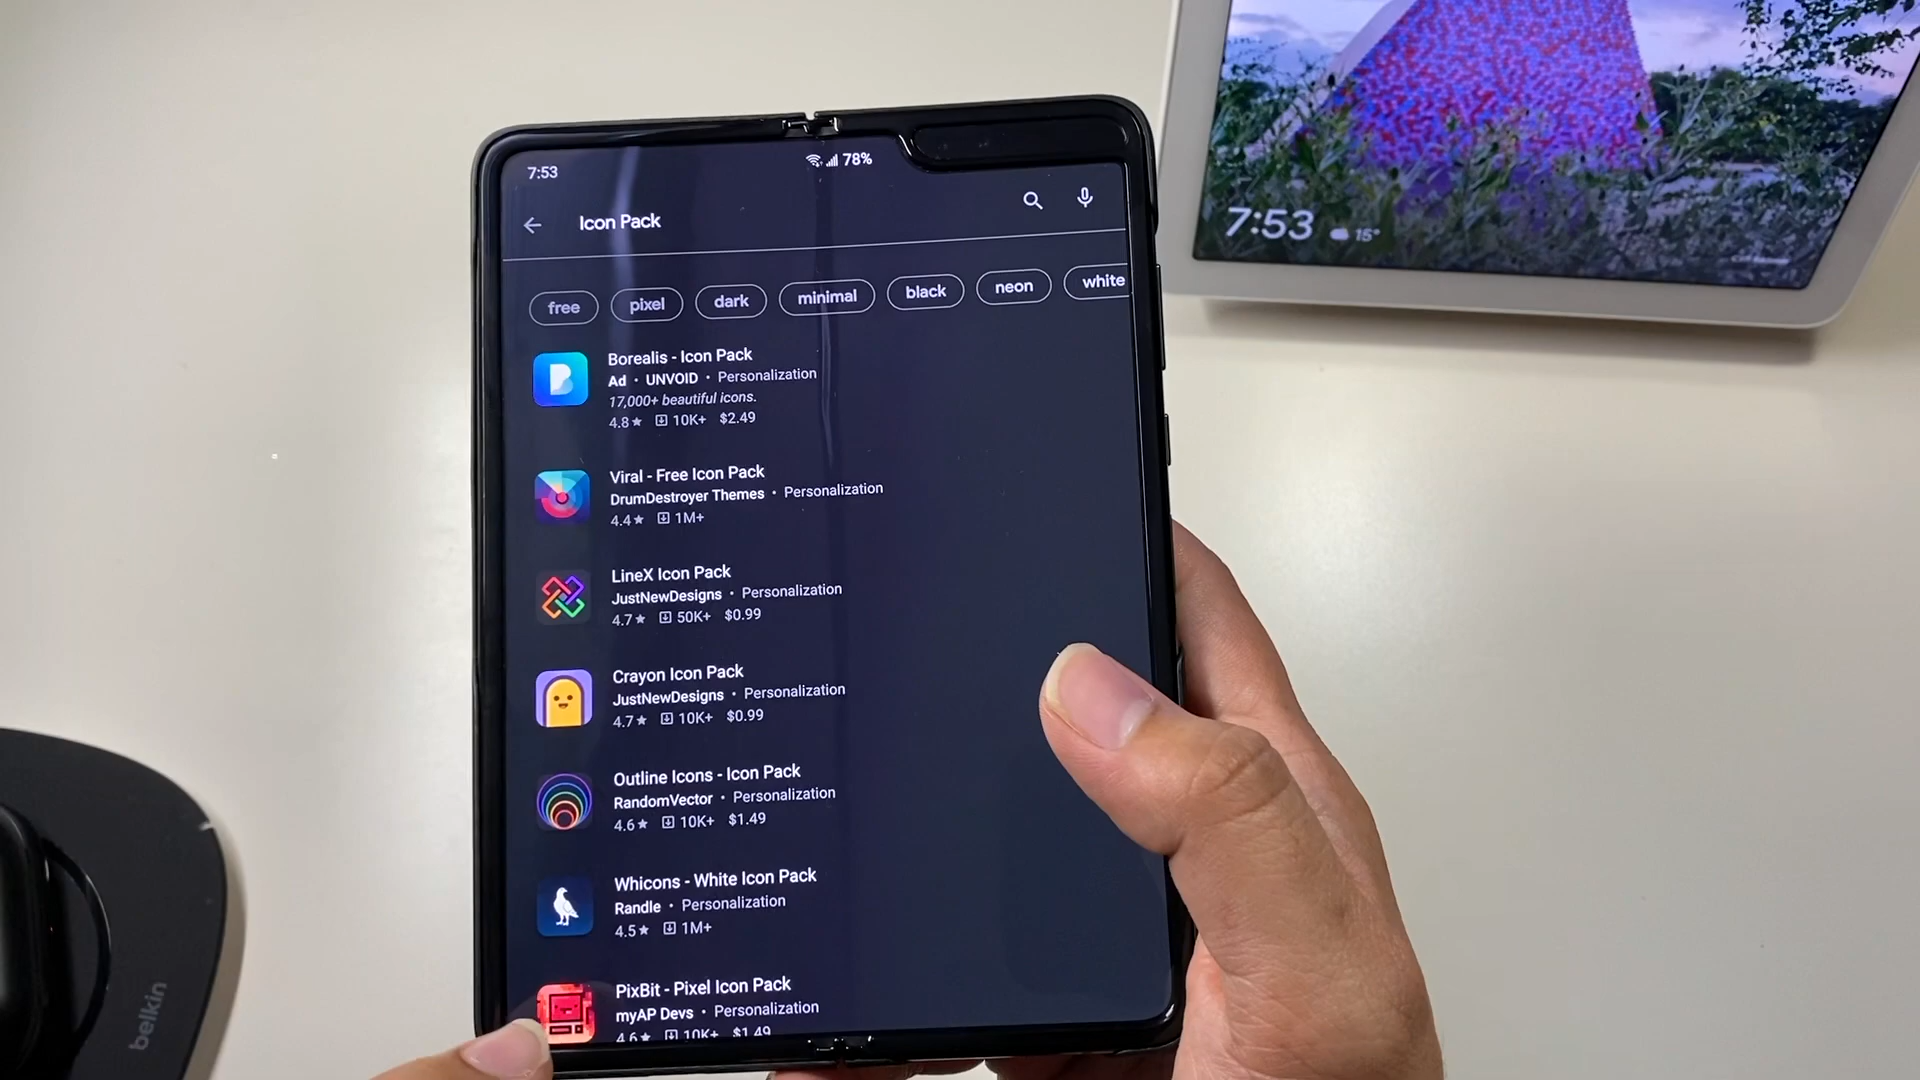 7:53
78%
Icon Pack
free
pixel
dark
minimal
black
neon
white
Borelis - Icon Pack
Ad • UNVOID • Personalization
17,000+ beautiful icons.
4.8★ 10K+ $2.49
Viral - Free Icon Pack
DrumDestroyer Themes • Personalization
4.4★ 1M+
LineX Icon Pack
JustNewDesigns • Personalization
4.7★ 50K+ $0.99
Crayon Icon Pack
JustNewDesigns • Personalization
4.7★ 10K+ $0.99
Outline Icons - Icon Pack
RandomVector • Personalization
4.6★ 10K+ $1.49
Whicons - White Icon Pack
Randle • Personalization
4.5★ 1M+
PixBit - Pixel Icon Pack
myAP Devs • Personalization
4.6★ 10K+ $1.49
7:53
15°
belkin